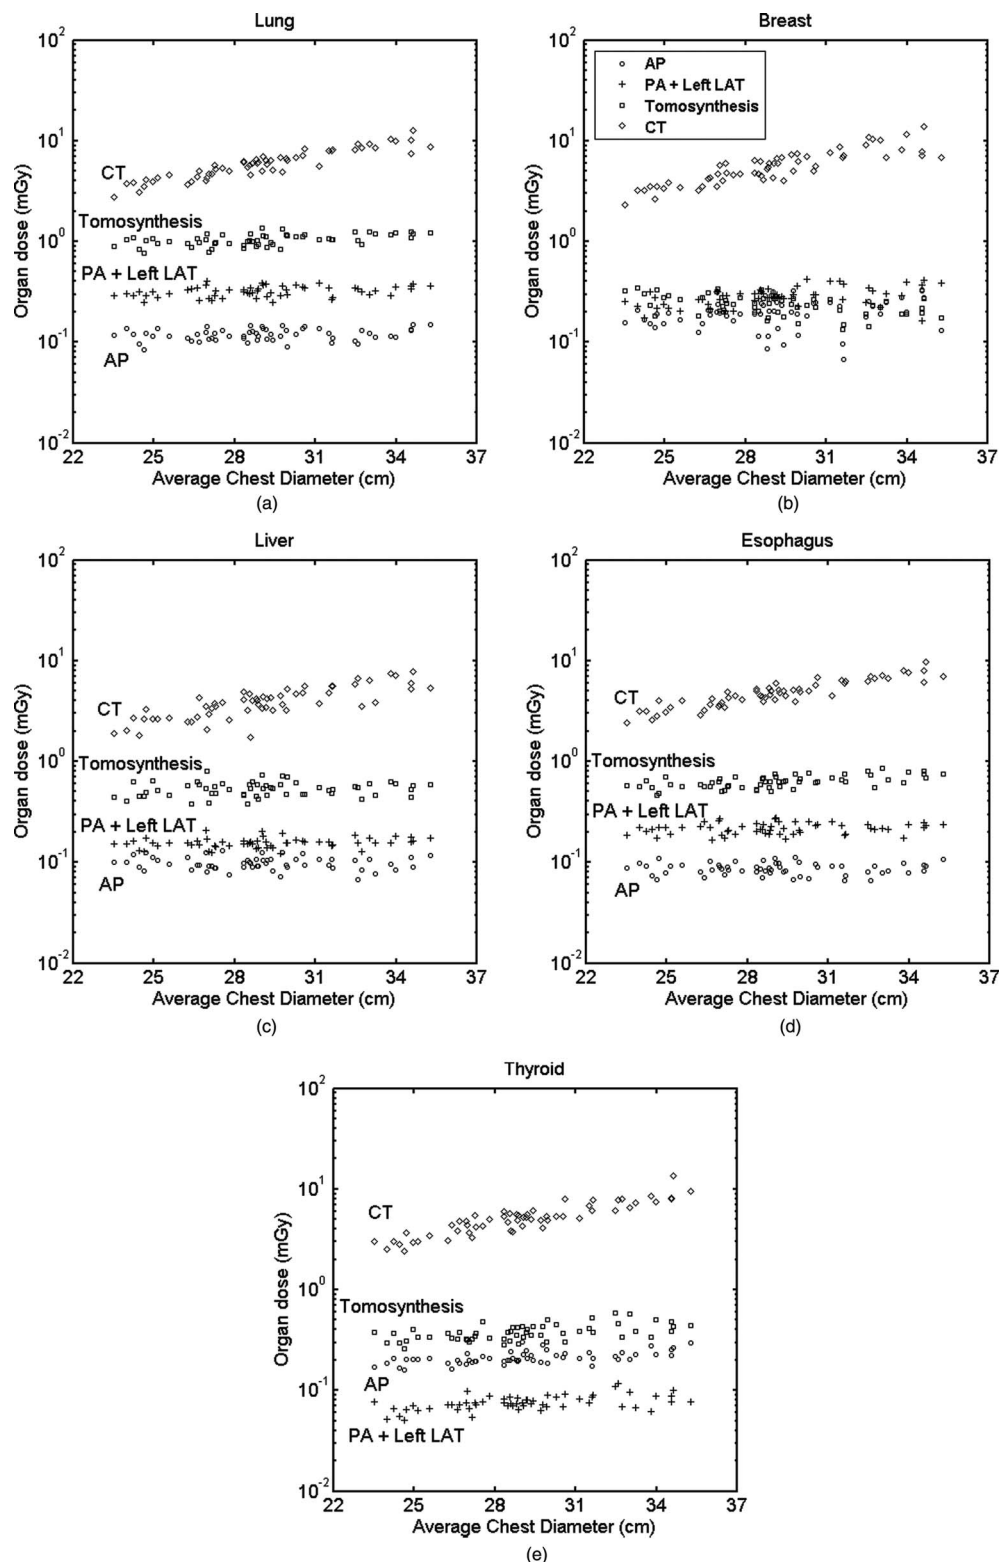 Lung
Organ dose (mGy)
10^2
10^1
10^0
10^-1
10^-2
CT
Tomosynthesis
PA + Left LAT
AP
22 25 28 31 34 37
Average Chest Diameter (cm)
(a)
Breast
Organ dose (mGy)
10^2
10^1
10^0
10^-1
10^-2
AP
PA + Left LAT
Tomosynthesis
CT
22 25 28 31 34 37
Average Chest Diameter (cm)
(b)
Liver
Organ dose (mGy)
10^2
10^1
10^0
10^-1
10^-2
CT
Tomosynthesis
PA + Left LAT
AP
22 25 28 31 34 37
Average Chest Diameter (cm)
(c)
Esophagus
Organ dose (mGy)
10^2
10^1
10^0
10^-1
10^-2
CT
Tomosynthesis
PA + Left LAT
AP
22 25 28 31 34 37
Average Chest Diameter (cm)
(d)
Thyroid
Organ dose (mGy)
10^2
10^1
10^0
10^-1
10^-2
CT
Tomosynthesis
AP
PA + Left LAT
22 25 28 31 34 37
Average Chest Diameter (cm)
(e)